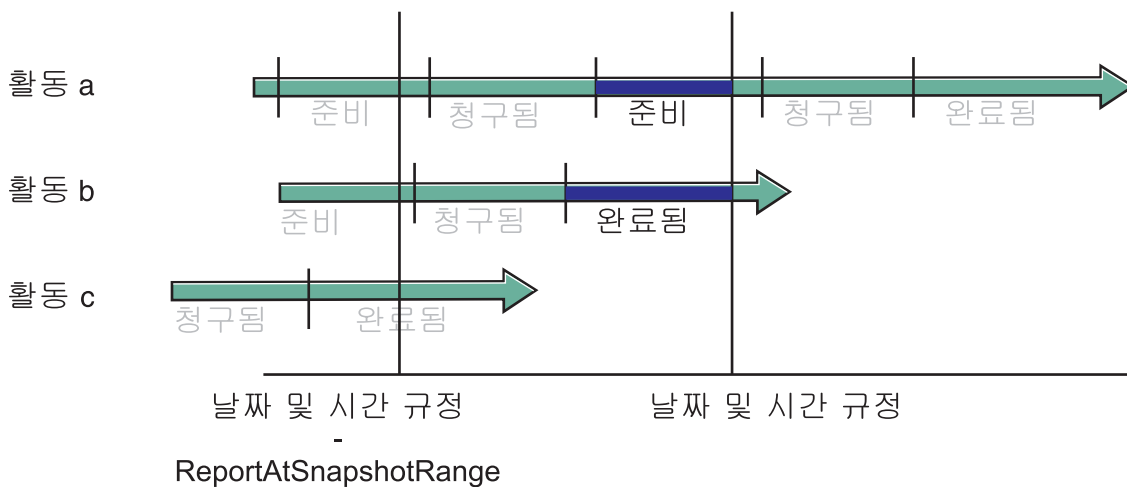 활동 a
준비 청구됨 준비 청구됨 완료됨
활동 b
준비 청구됨 완료됨
활동 c
청구됨 완료됨
날짜 및 시간 규정 날짜 및 시간 규정
-
ReportAtSnapshotRange